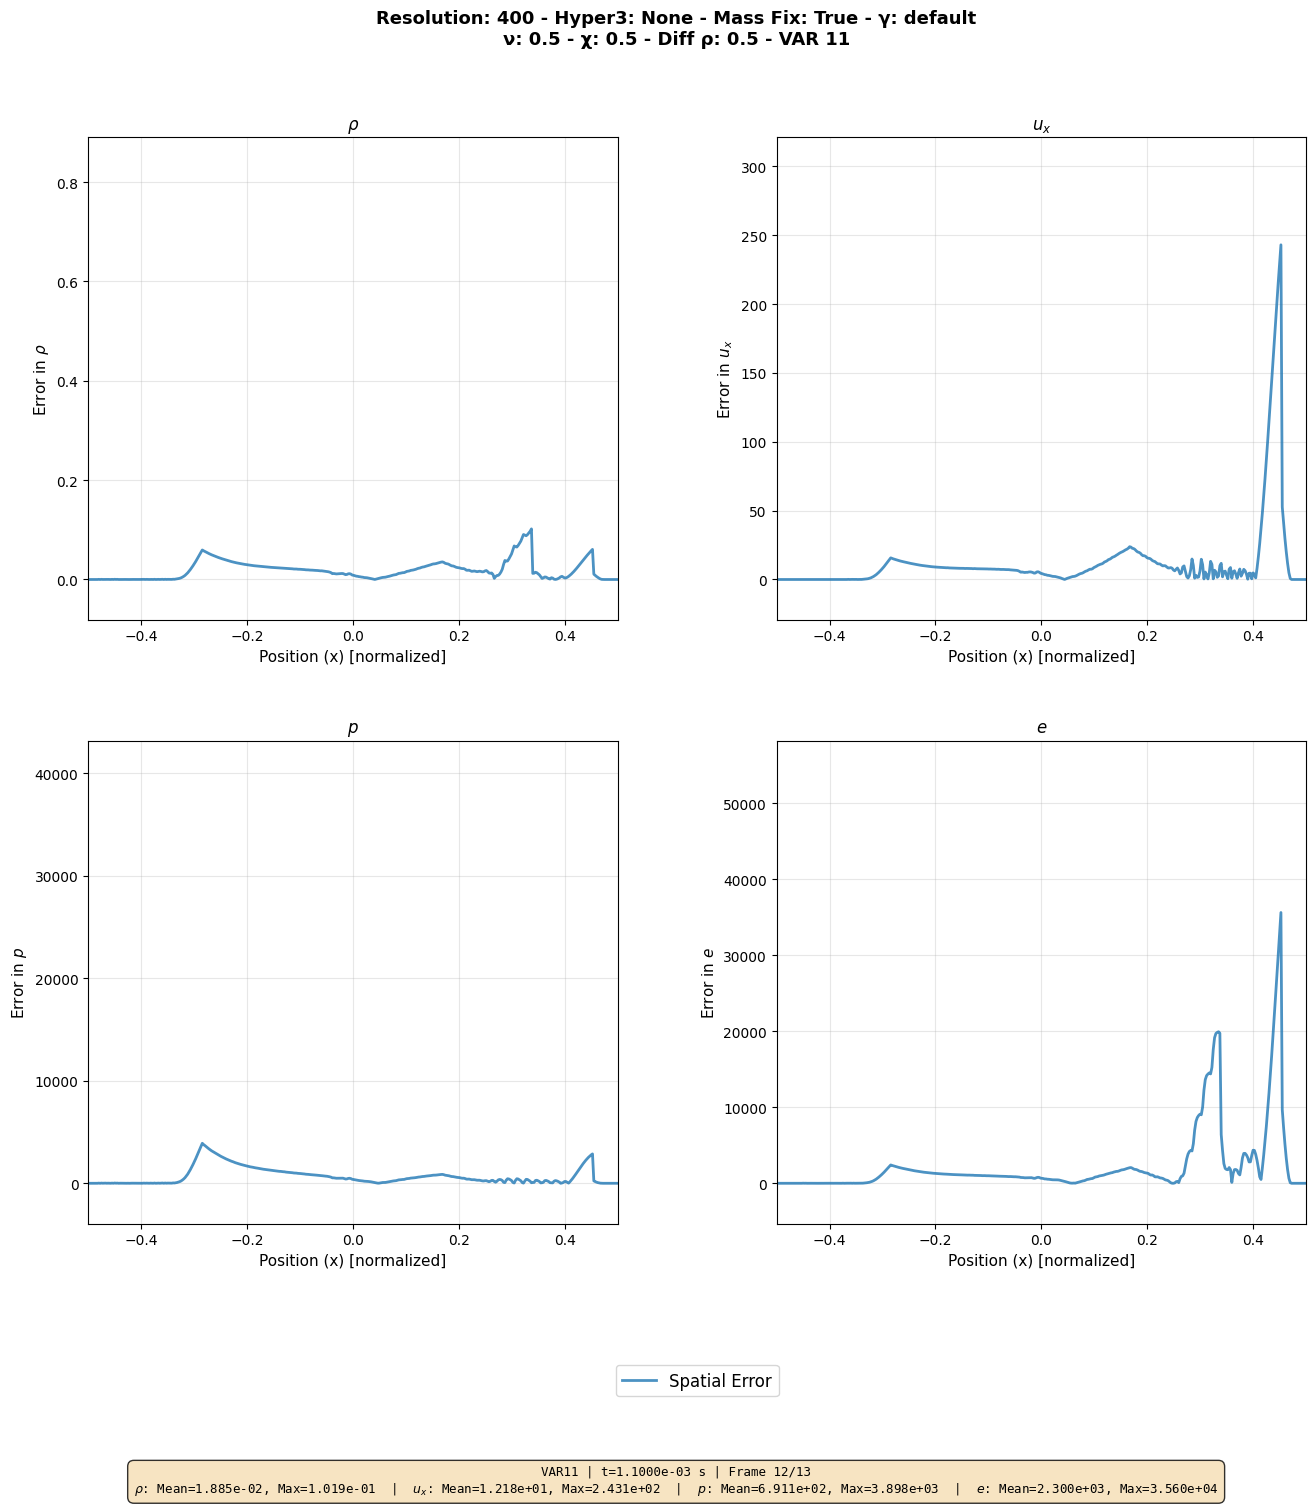 Resolution: 400 - Hyper3: None - Mass Fix: True - γ: default
ν: 0.5 - χ: 0.5 - Diff ρ: 0.5 - VAR 11
ρ
Error in ρ
0.8
0.6
0.4
0.2
0.0
−0.4 −0.2 0.0 0.2 0.4
Position (x) [normalized]
u_x
Error in u_x
300
250
200
150
100
50
0
−0.4 −0.2 0.0 0.2 0.4
Position (x) [normalized]
p
Error in p
40000
30000
20000
10000
0
−0.4 −0.2 0.0 0.2 0.4
Position (x) [normalized]
e
Error in e
50000
40000
30000
20000
10000
0
−0.4 −0.2 0.0 0.2 0.4
Position (x) [normalized]
Spatial Error
VAR11 | t=1.1000e-03 s | Frame 12/13
ρ: Mean=1.885e-02, Max=1.019e-01 | u_x: Mean=1.218e+01, Max=2.431e+02 | p: Mean=6.911e+02, Max=3.898e+03 | e: Mean=2.300e+03, Max=3.560e+04